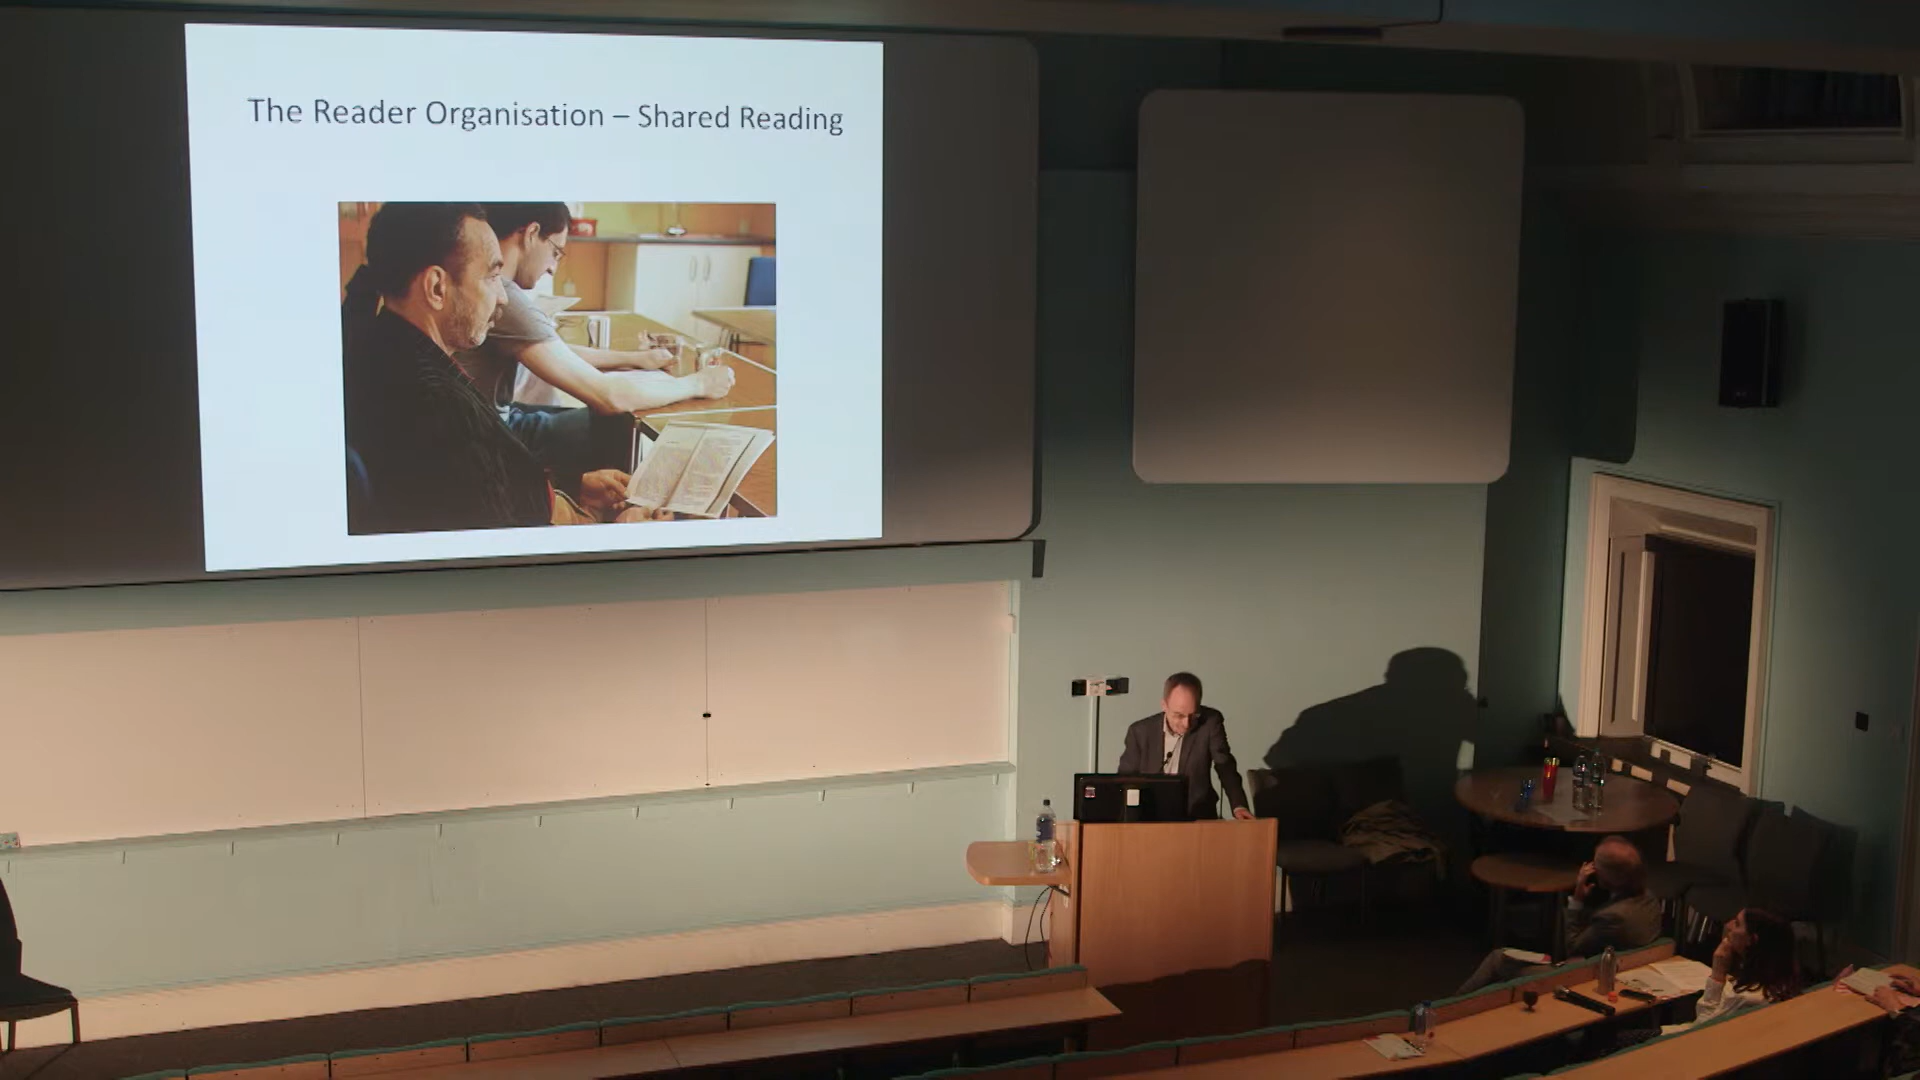 The Reader Organisation – Shared Reading